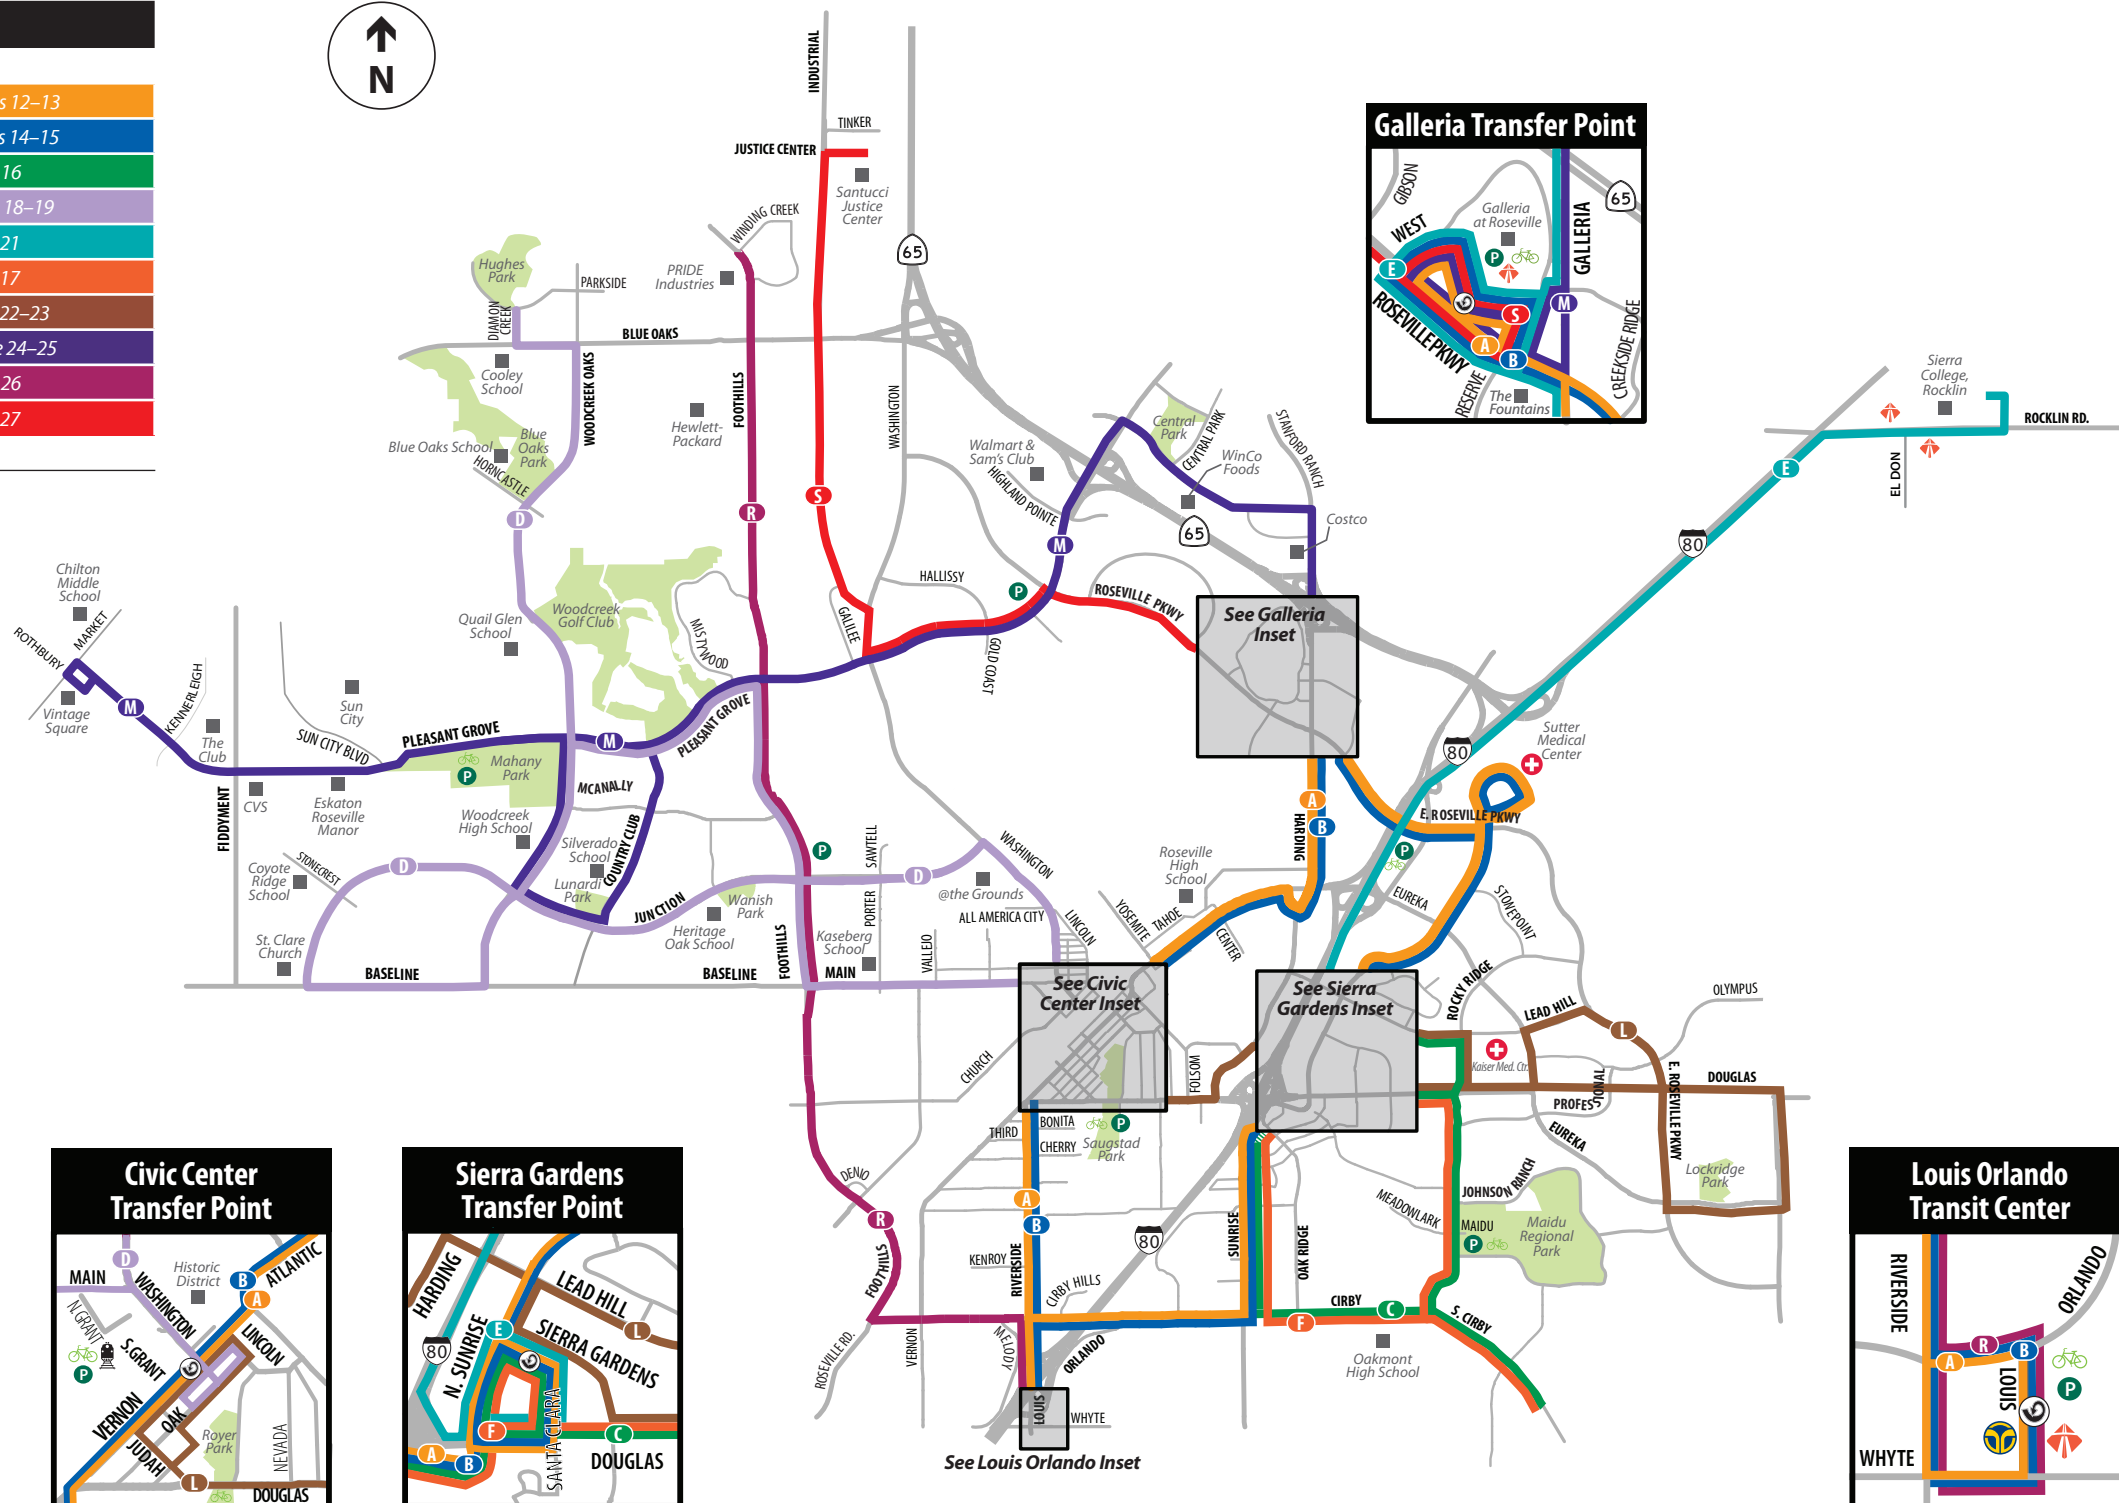 s 12–13
s 14–15
16
18–19
21
17
22–23
e 24–25
26
27
N
INDUSTRIAL
TINKER
JUSTICE CENTER
Santucci
Justice
Center
WINDING CREEK
PRIDE
Industries
65
Hughes
Park
PARKSIDE
DIAMON
CREEK
BLUE OAKS
Cooley
School
WOODCREEK OAKS
FOOTHILLS
WASHINGTON
Hewlett-
Packard
Blue Oaks School
Blue
Oaks
Park
HORNCASTLE
D
R
S
Walmart &
Sam's Club
HIGHLAND POINTE
Central
Park
CENTRAL PARK
WinCo
Foods
STANFORD RANCH
Costco
65
M
Galleria Transfer Point
GIBSON
WEST
Galleria
at Roseville
P
65
GALLERIA
E
M
S
A
B
ROSEVILLE PKWY
RESERVE
The
Fountains
CREEKSIDE RIDGE
Sierra
College,
Rocklin
ROCKLIN RD.
EL DON
E
80
Chilton
Middle
School
ROTHBURY
MARKET
Vintage
Square
M
KENNERLEIGH
The
Club
Sun
City
SUN CITY BLVD
PLEASANT GROVE
Quail Glen
School
Woodcreek
Golf Club
MISTYWOOD
GALILEE
HALLISSY
P
GOLD COAST
ROSEVILLE PKWY
See Galleria
Inset
FIDDYMENT
CVS
Eskaton
Roseville
Manor
P
Mahany
Park
M
PLEASANT GROVE
MCANALLY
Woodcreek
High School
Silverado
School
COUNTRY CLUB
Lunardi
Park
Coyote
Ridge
School
STONECREST
D
JUNCTION
Wanish
Park
Heritage
Oak School
P
SAWTELL
PORTER
D
@the Grounds
WASHINGTON
ALL AMERICA CITY
LINCOLN
VALLEJO
Kaseberg
School
St. Clare
Church
BASELINE
BASELINE
FOOTHILLS
MAIN
YOSEMITE
TAHOE
CENTER
Roseville
High
School
A
B
HARDING
80
Sutter
Medical
Center
E. ROSEVILLE PKWY
P
EUREKA
STONEPOINT
See Civic
Center Inset
See Sierra
Gardens Inset
ROCKY RIDGE
LEAD HILL
L
OLYMPUS
Kaiser Med. Ctr.
DOUGLAS
E. ROSEVILLE PKWY
PROFES
SIONAL
EUREKA
Lockridge
Park
CHURCH
FOLSOM
BONITA
THIRD
CHERRY
P
Saugstad
Park
DENIO
R
FOOTHILLS
A
B
KENROY
RIVERSIDE
CIRBY HILLS
80
SUNRISE
OAK RIDGE
JOHNSON RANCH
MEADOWLARK
MAIDU
P
Maidu
Regional
Park
CIRBY
C
F
S. CIRBY
Oakmont
High School
ROSEVILLE RD.
VERNON
MELODY
ORLANDO
LOUIS
WHYTE
See Louis Orlando Inset
Civic Center
Transfer Point
D
MAIN
WASHINGTON
Historic
District
B
A
ATLANTIC
N. GRANT
S. GRANT
P
LINCOLN
VERNON
OAK
JUDAH
Royer
Park
NEVADA
L
DOUGLAS
Sierra Gardens
Transfer Point
HARDING
LEAD HILL
L
80
N. SUNRISE
E
SIERRA GARDENS
F
SANTA CLARA
C
A
B
DOUGLAS
Louis Orlando
Transit Center
RIVERSIDE
ORLANDO
R
B
A
LOUIS
P
WHYTE